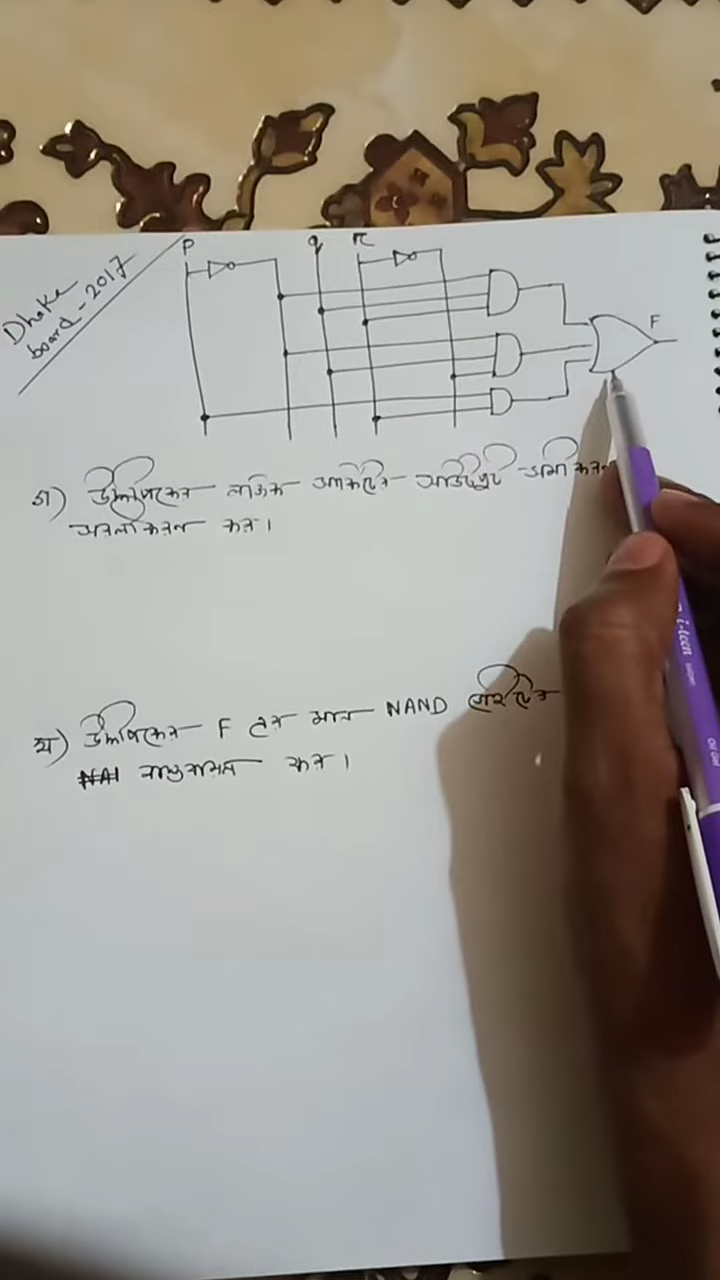 Dhaka
board-2017
P q r
F
গ) উদ্দীপকের লজিক সার্কিটের আউটপুট সমীকরণ
সরলীকরণ কর।
ঘ) উদ্দীপকের F এর মান NAND গেইটে
বাস্তবায়ন কর।
i-teen